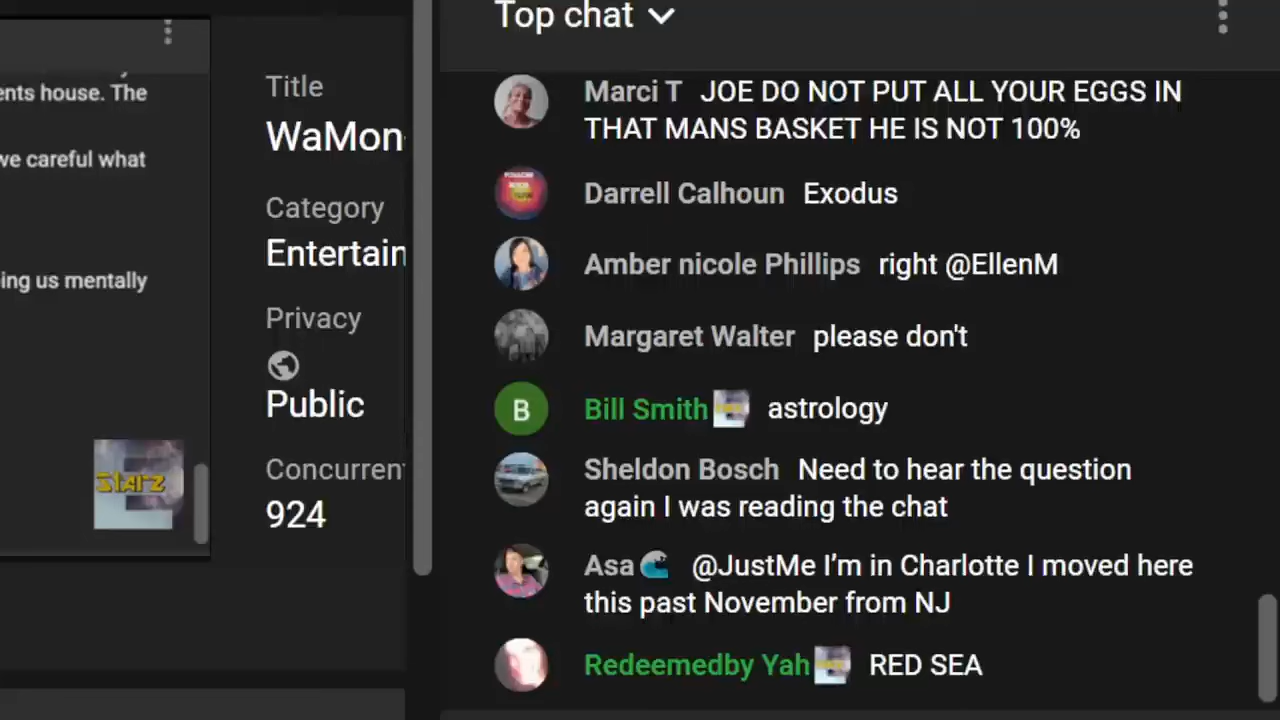 Top chat
ents house. The
ve careful what
ing us mentally
STARZ
Title
WaMon
Category
Entertain
Privacy
Public
Concurrent
924
Marci T JOE DO NOT PUT ALL YOUR EGGS IN
THAT MANS BASKET HE IS NOT 100%
Darrell Calhoun Exodus
Amber nicole Phillips right @EllenM
Margaret Walter please don't
B Bill Smith astrology
Sheldon Bosch Need to hear the question
again I was reading the chat
Asa🌊 @JustMe I'm in Charlotte I moved here
this past November from NJ
Redeemedby Yah RED SEA